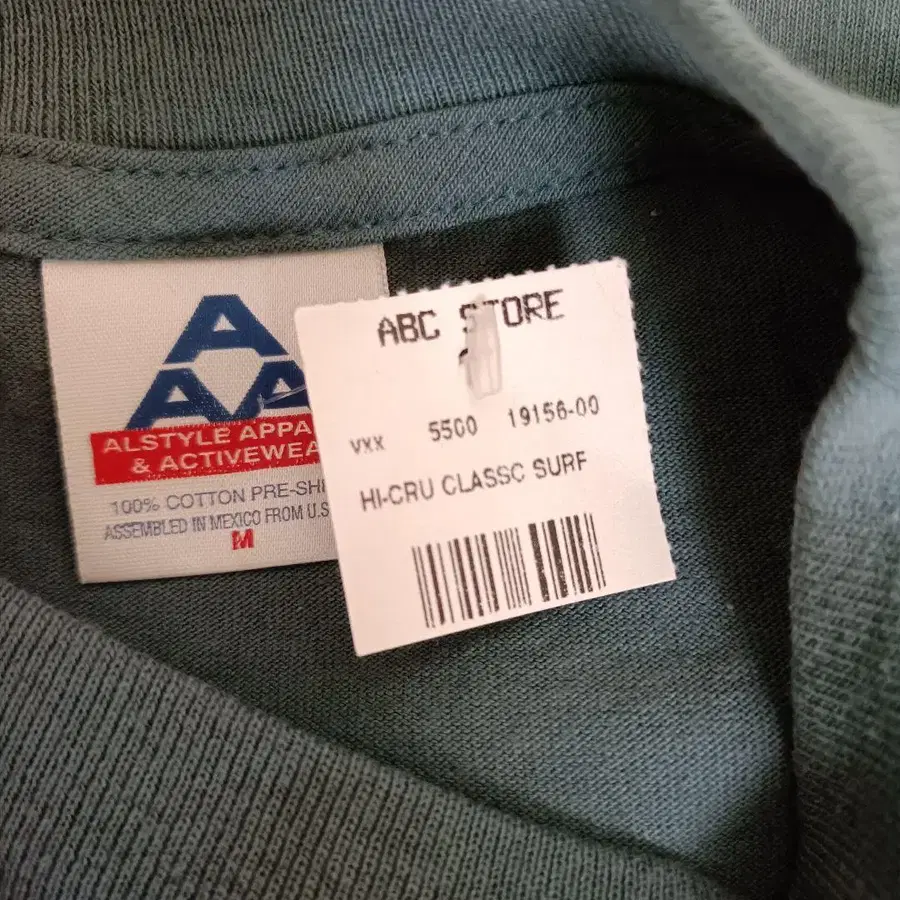 A
AA
ALSTYLE APPA
& ACTIVEWEA
100% COTTON PRE-SH
ASSEMBLED IN MEXICO FROM U.S
M
ABC STORE
VXX 5500 19156-00
HI-CRU CLASSC SURF